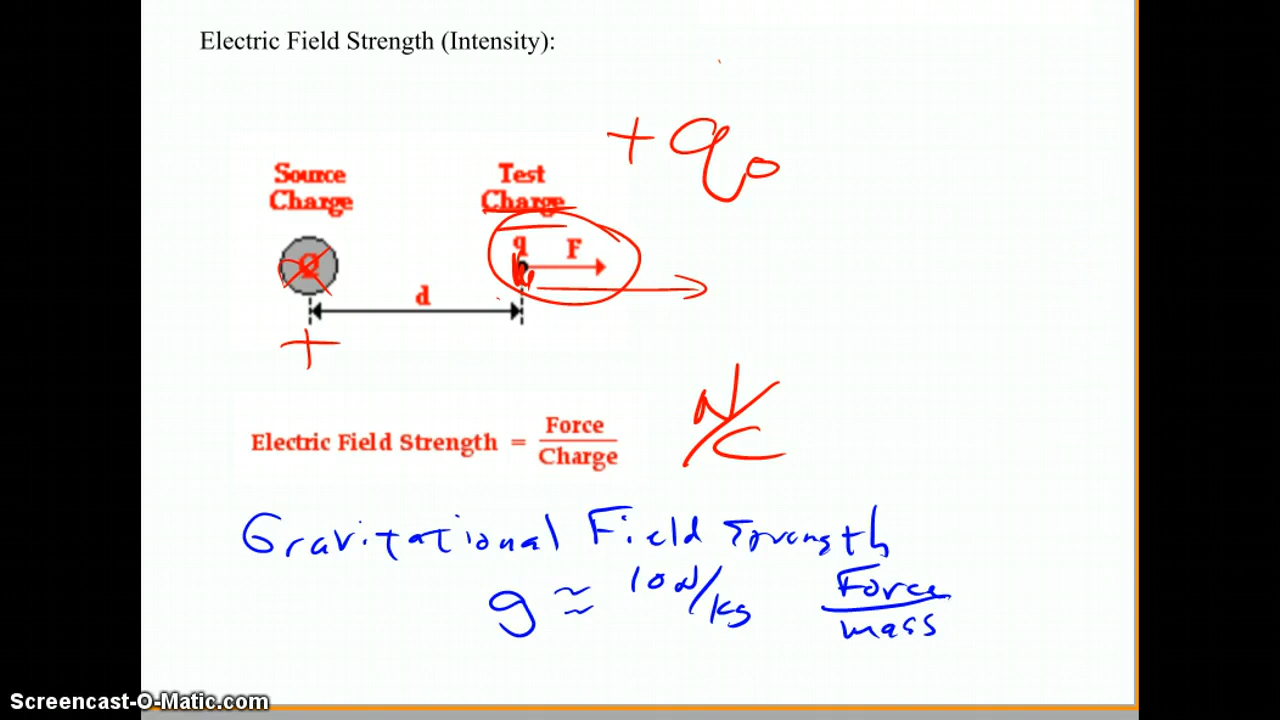 Electric Field Strength (Intensity):
+q₀
Source Charge
Test Charge
Q
q
F
d
+
Electric Field Strength = Force / Charge
N/C
Gravitational Field Strength
g ≈ 10 N/kg
Force / mass
Screencast-O-Matic.com